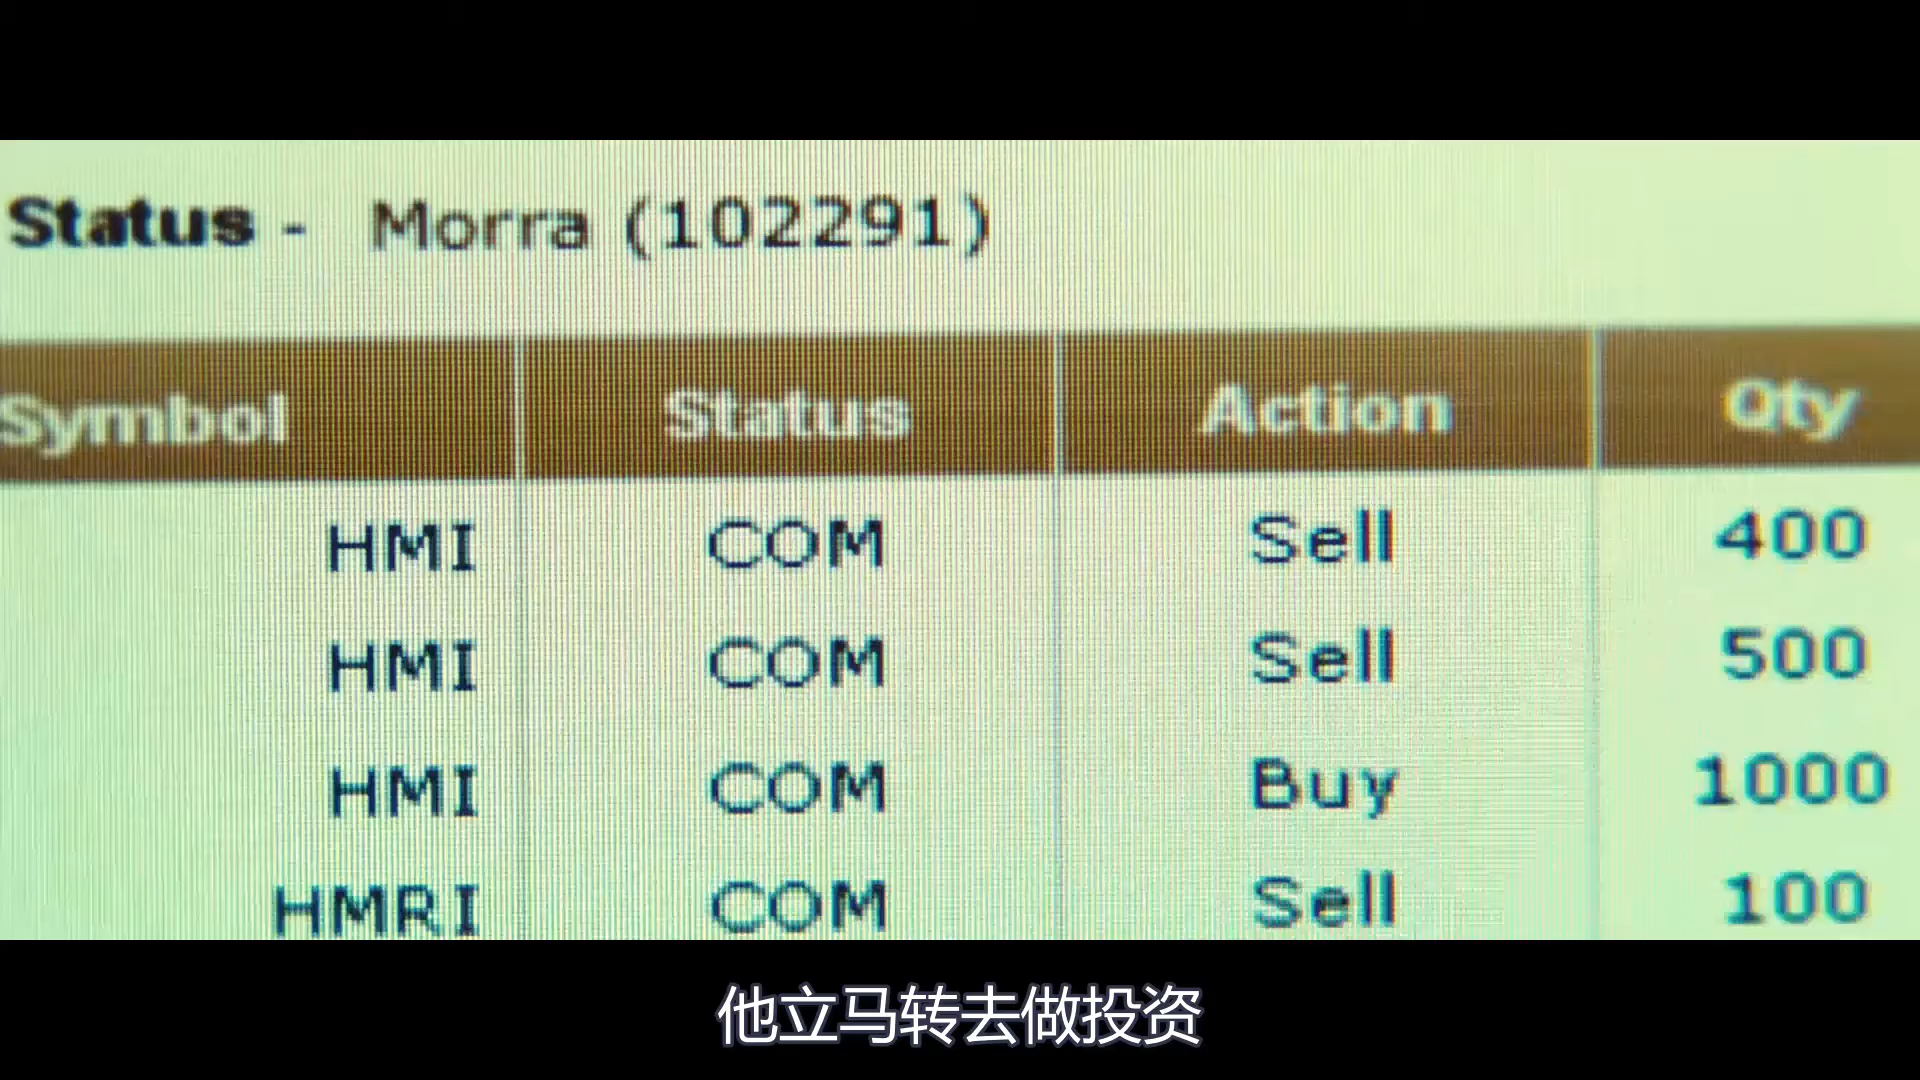 Status - Morra (102291)
Symbol Status Action Qty
HMI COM Sell 400
HMI COM Sell 500
HMI COM Buy 1000
HMRI COM Sell 100
他立马转去做投资